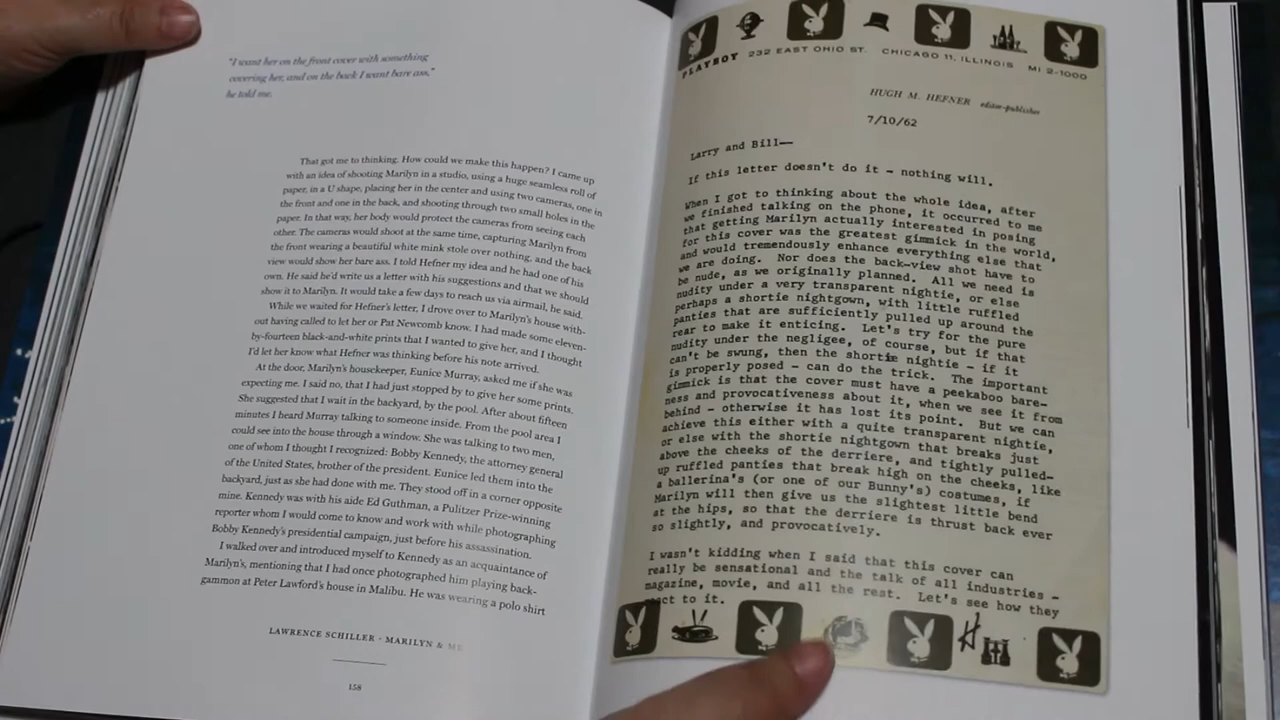 "I want her on the front cover with something
covering her, and on the back I want bare ass,"
he told me.
That got me to thinking. How could we make this happen? I came up
with an idea of shooting Marilyn in a studio, using a huge seamless roll of
paper, in a U shape, placing her in the center and using two cameras, one in
the front and one in the back, and shooting through two small holes in the
paper. In that way, her body would protect the cameras from seeing each
other. The cameras would shoot at the same time, capturing Marilyn from
the front wearing a beautiful white mink stole over nothing, and the back
view would show her bare ass. I told Hefner my idea and he had one of his
own. He said he'd write us a letter with his suggestions and that we should
show it to Marilyn. It would take a few days to reach us via airmail, he said.
While we waited for Hefner's letter, I drove over to Marilyn's house with-
out having called to let her or Pat Newcomb know. I had made some eleven-
by-fourteen black-and-white prints that I wanted to give her, and I thought
I'd let her know what Hefner was thinking before his note arrived.
At the door, Marilyn's housekeeper, Eunice Murray, asked me if she was
expecting me. I said no, that I had just stopped by to give her some prints.
She suggested that I wait in the backyard, by the pool. After about fifteen
minutes I heard Murray talking to someone inside. From the pool area I
could see into the house through a window. She was talking to two men,
one of whom I thought I recognized: Bobby Kennedy, the attorney general
of the United States, brother of the president. Eunice led them into the
backyard, just as she had done with me. They stood off in a corner opposite
mine. Kennedy was with his aide Ed Guthman, a Pulitzer Prize-winning
reporter whom I would come to know and work with while photographing
Bobby Kennedy's presidential campaign, just before his assassination.
I walked over and introduced myself to Kennedy as an acquaintance of
Marilyn's, mentioning that I had once photographed him playing back-
gammon at Peter Lawford's house in Malibu. He was wearing a polo shirt
LAWRENCE SCHILLER · MARILYN & ME
158
PLAYBOY 232 EAST OHIO ST. CHICAGO 11, ILLINOIS MI 2-1000
HUGH M. HEFNER editor-publisher
7/10/62
Larry and Bill—
If this letter doesn't do it - nothing will.
When I got to thinking about the whole idea, after
we finished talking on the phone, it occurred to me
that getting Marilyn actually interested in posing
for this cover was the greatest gimmick in the world,
and would tremendously enhance everything else that
we are doing. Nor does the back-view shot have to
be nude, as we originally planned. All we need is
nudity under a very transparent nightie, or else
perhaps a shortie nightgown, with little ruffled
panties that are sufficiently pulled up around the
rear to make it enticing. Let's try for the pure
nudity under the negligee, of course, but if that
can't be swung, then the shortie nightie - if it
is properly posed - can do the trick. The important
gimmick is that the cover must have a peekaboo bare-
ness and provocativeness about it, when we see it from
behind - otherwise it has lost its point. But we can
achieve this either with a quite transparent nightie,
or else with the shortie nightgown that breaks just
above the cheeks of the derriere, and tightly pulled-
up ruffled panties that break high on the cheeks, like
a ballerina's (or one of our Bunny's) costumes, if
Marilyn will then give us the slightest little bend
at the hips, so that the derriere is thrust back ever
so slightly, and provocatively.
I wasn't kidding when I said that this cover can
really be sensational and the talk of all industries -
magazine, movie, and all the rest. Let's see how they
react to it.
H